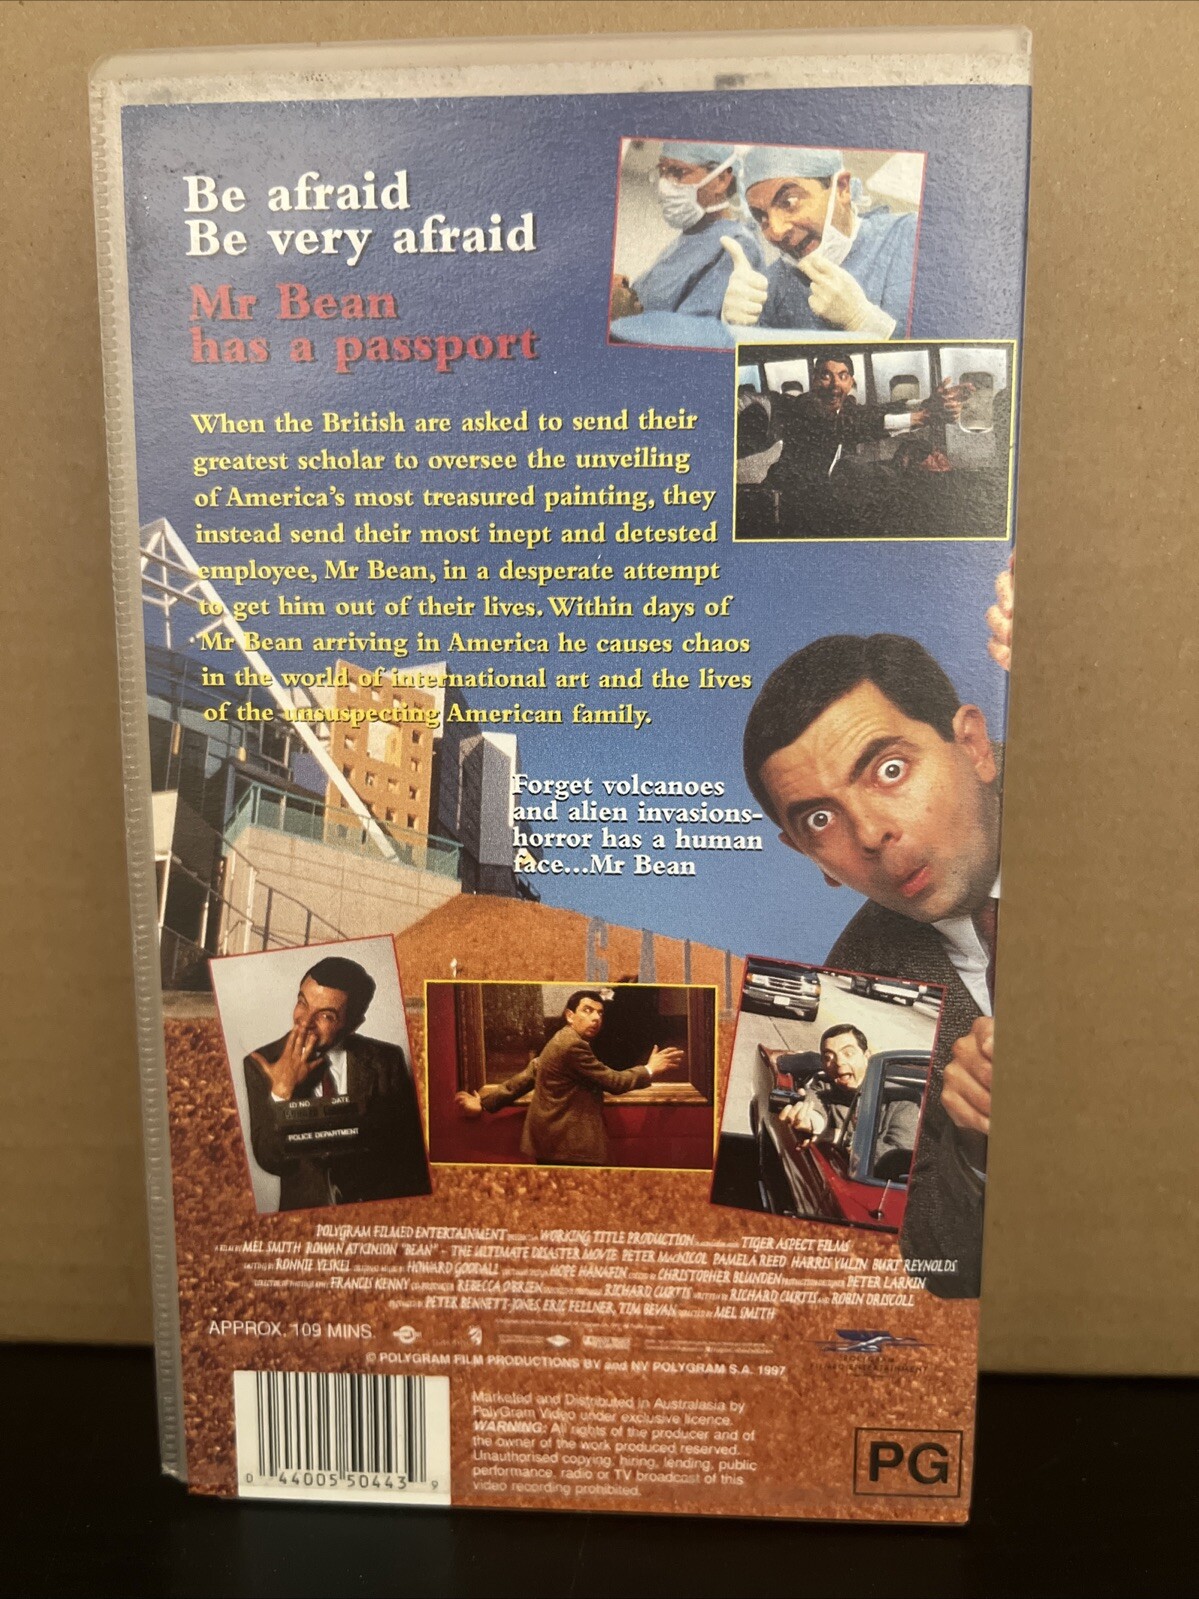 Be afraid
Be very afraid
Mr Bean
has a passport
When the British are asked to send their
greatest scholar to oversee the unveiling
of America's most treasured painting, they
instead send their most inept and detested
employee, Mr Bean, in a desperate attempt
to get him out of their lives. Within days of
Mr Bean arriving in America he causes chaos
in the world of international art and the lives
of the unsuspecting American family.
Forget volcanoes
and alien invasions-
horror has a human
face...Mr Bean
ID NO. DATE
POLICE DEPARTMENT
POLYGRAM FILMED ENTERTAINMENT WORKING TITLE PRODUCTION TIGER ASPECT FILMS
MEL SMITH ROWAN ATKINSON "BEAN" - THE ULTIMATE DISASTER MOVIE PETER MacNICOL PAMELA REED HARRIS YULIN BURT REYNOLDS
RONNIE YESKEL HOWARD GOODALL HOPE HANAFIN CHRISTOPHER BLUNDEN PETER LARKIN
FRANCIS KENNY REBECCA O'BRIEN RICHARD CURTIS RICHARD CURTIS AND ROBIN DRISCOLL
PETER BENNETT-JONES, ERIC FELLNER, TIM BEVAN MEL SMITH
APPROX. 109 MINS.
© POLYGRAM FILM PRODUCTIONS BV and NV POLYGRAM S.A. 1997
Marketed and Distributed in Australasia by
PolyGram Video under exclusive licence.
WARNING: All rights of the producer and of
the owner of the work produced reserved.
Unauthorised copying, hiring, lending, public
performance, radio or TV broadcast of this
video recording prohibited.
0 44005 50443 9
PG